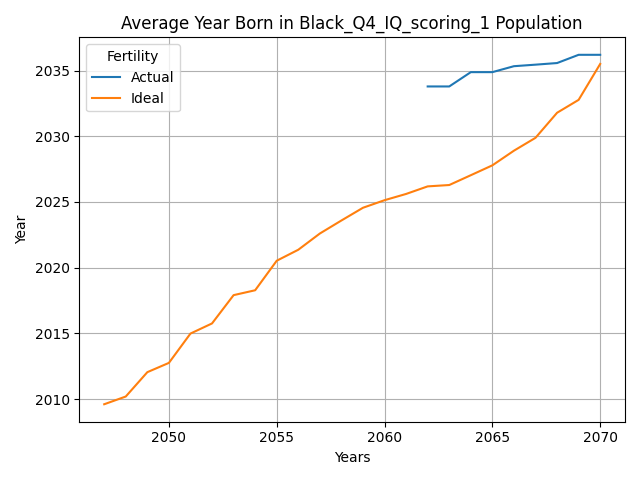 Average Year Born in Black_Q4_IQ_scoring_1 Population
Fertility
Actual
Ideal
2035
2030
2025
2020
2015
2010
Year
2050 2055 2060 2065 2070
Years